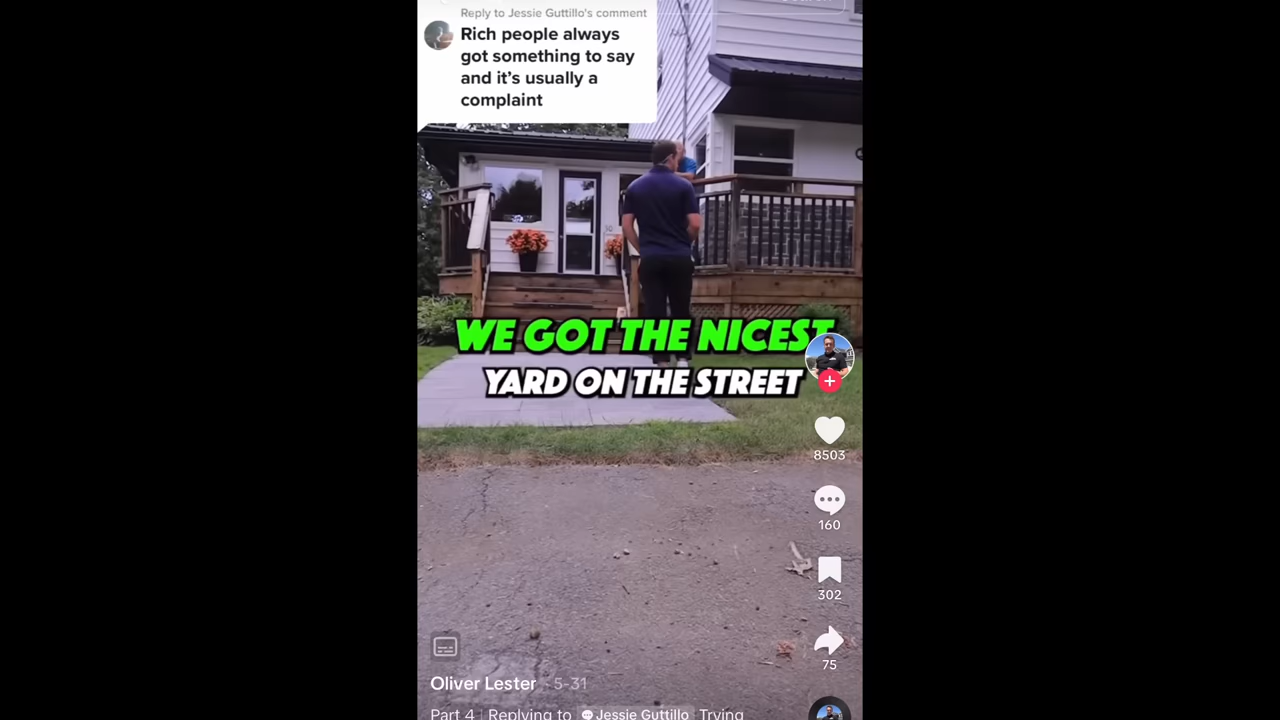 Reply to Jessie Guttillo's comment
Rich people always
got something to say
and it's usually a
complaint
10
WE GOT THE NICEST
YARD ON THE STREET
8503
160
302
75
Oliver Lester · 5-31
Part 4 | Replying to Jessie Guttillo Trying